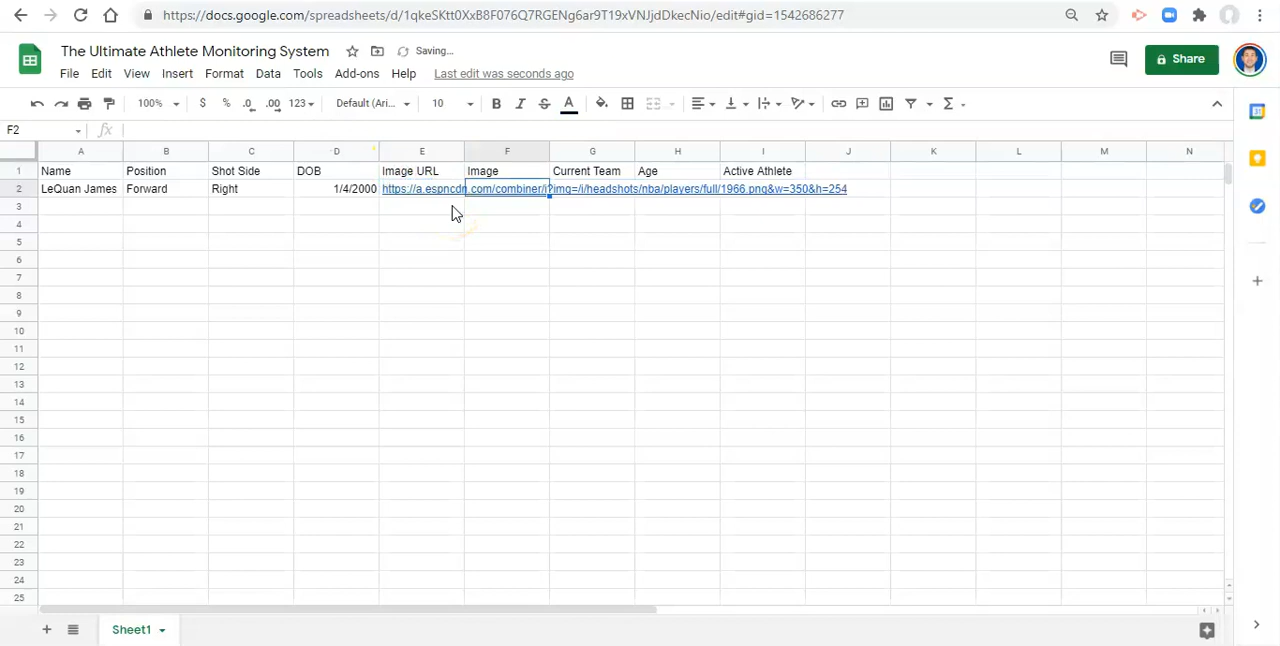 https://docs.google.com/spreadsheets/d/1qkeSKtt0XxB8F076Q7RGENg6ar9T19xVNJjdDkecNio/edit#gid=1542686277
The Ultimate Athlete Monitoring System Saving…
File Edit View Insert Format Data Tools Add-ons Help Last edit was seconds ago
Share
100% $ % .0 .00 123 Default (Ari... 10 B I S A Σ
F2 fx
A B C D E F G H I J K L M N
1 Name Position Shot Side DOB Image URL Image Current Team Age Active Athlete
2 LeQuan James Forward Right 1/4/2000 https://a.espncdn.com/combiner/i?img=/i/headshots/nba/players/full/1966.png&w=350&h=254
3
4
5
6
7
8
9
10
11
12
13
14
15
16
17
18
19
20
21
22
23
24
25
Sheet1